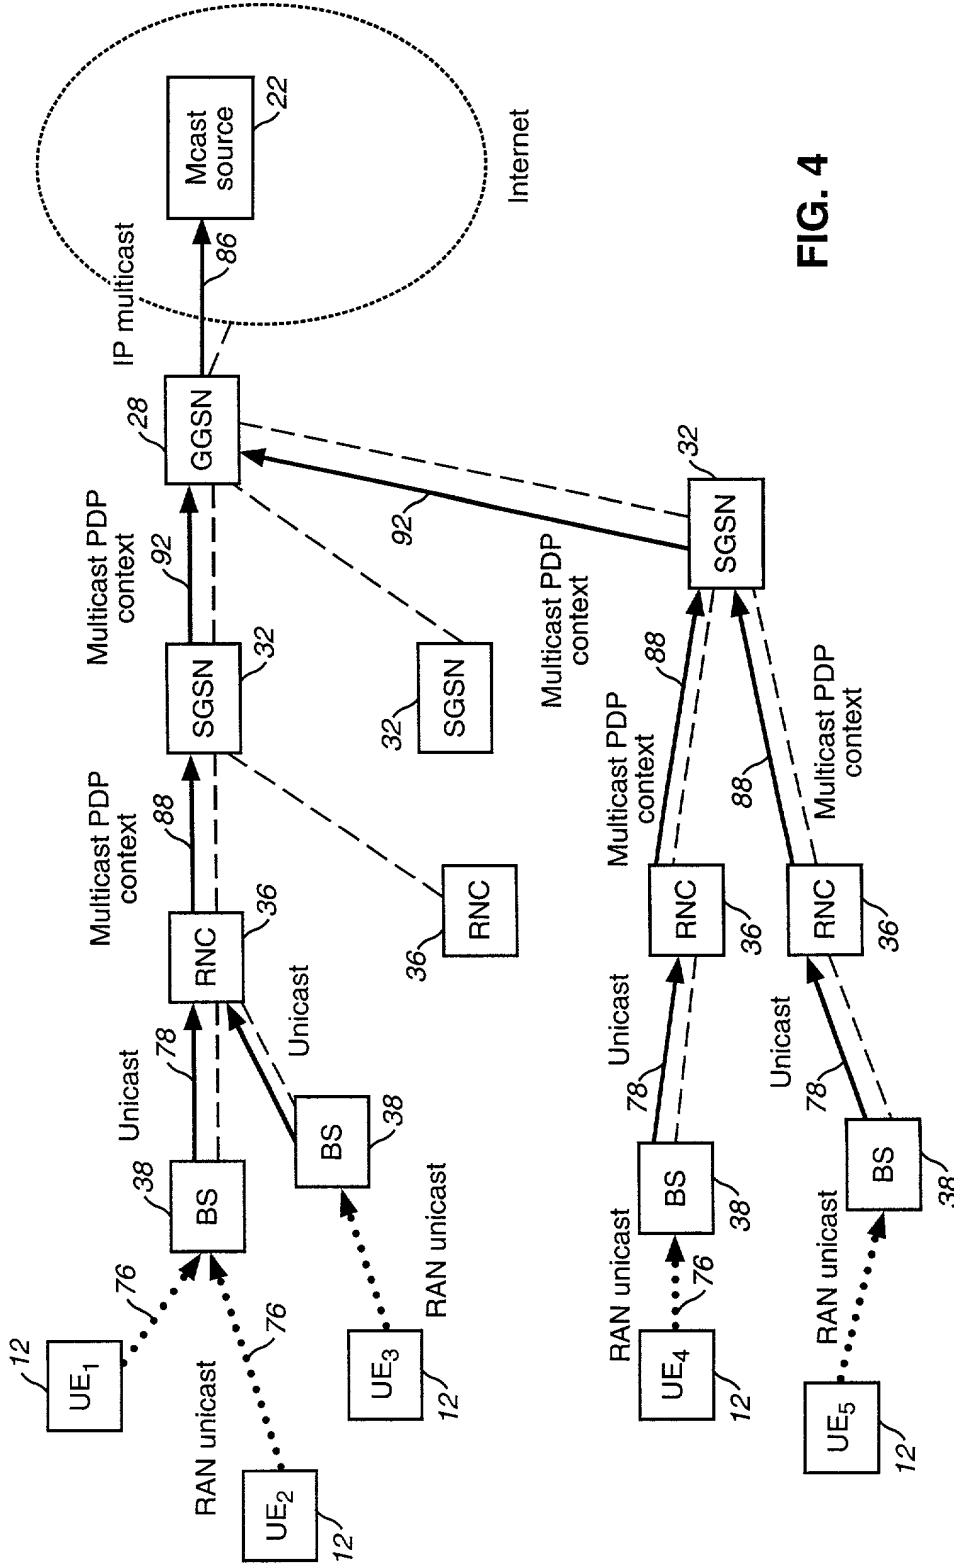 UE1
12
76
UE2
12
76
RAN unicast
UE3
12
RAN unicast
BS
38
BS
38
Unicast
78
Unicast
RNC
36
RNC
36
Multicast PDP
context
88
SGSN
32
SGSN
32
Multicast PDP
context
92
GGSN
28
IP multicast
86
Mcast
source
22
Internet
UE4
12
RAN unicast
76
BS
38
Unicast
78
RNC
36
Multicast PDP
context
88
UE5
12
RAN unicast
BS
38
Unicast
78
RNC
36
Multicast PDP
context
88
SGSN
32
Multicast PDP
context
92
FIG. 4